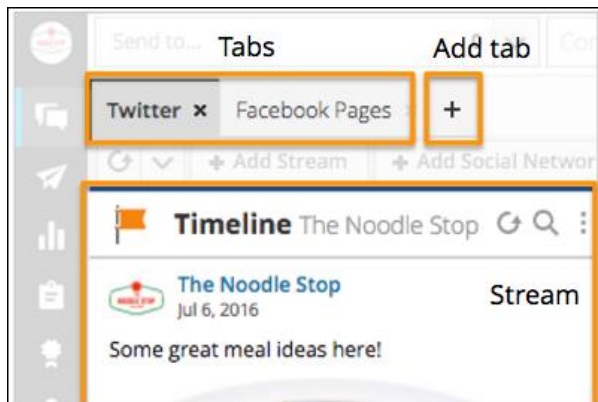 Send to...
Tabs
Add tab
Twitter ×
Facebook Pages
+
+ Add Stream
+ Add Social Networ
Timeline The Noodle Stop
The Noodle Stop
Jul 6, 2016
Stream
Some great meal ideas here!